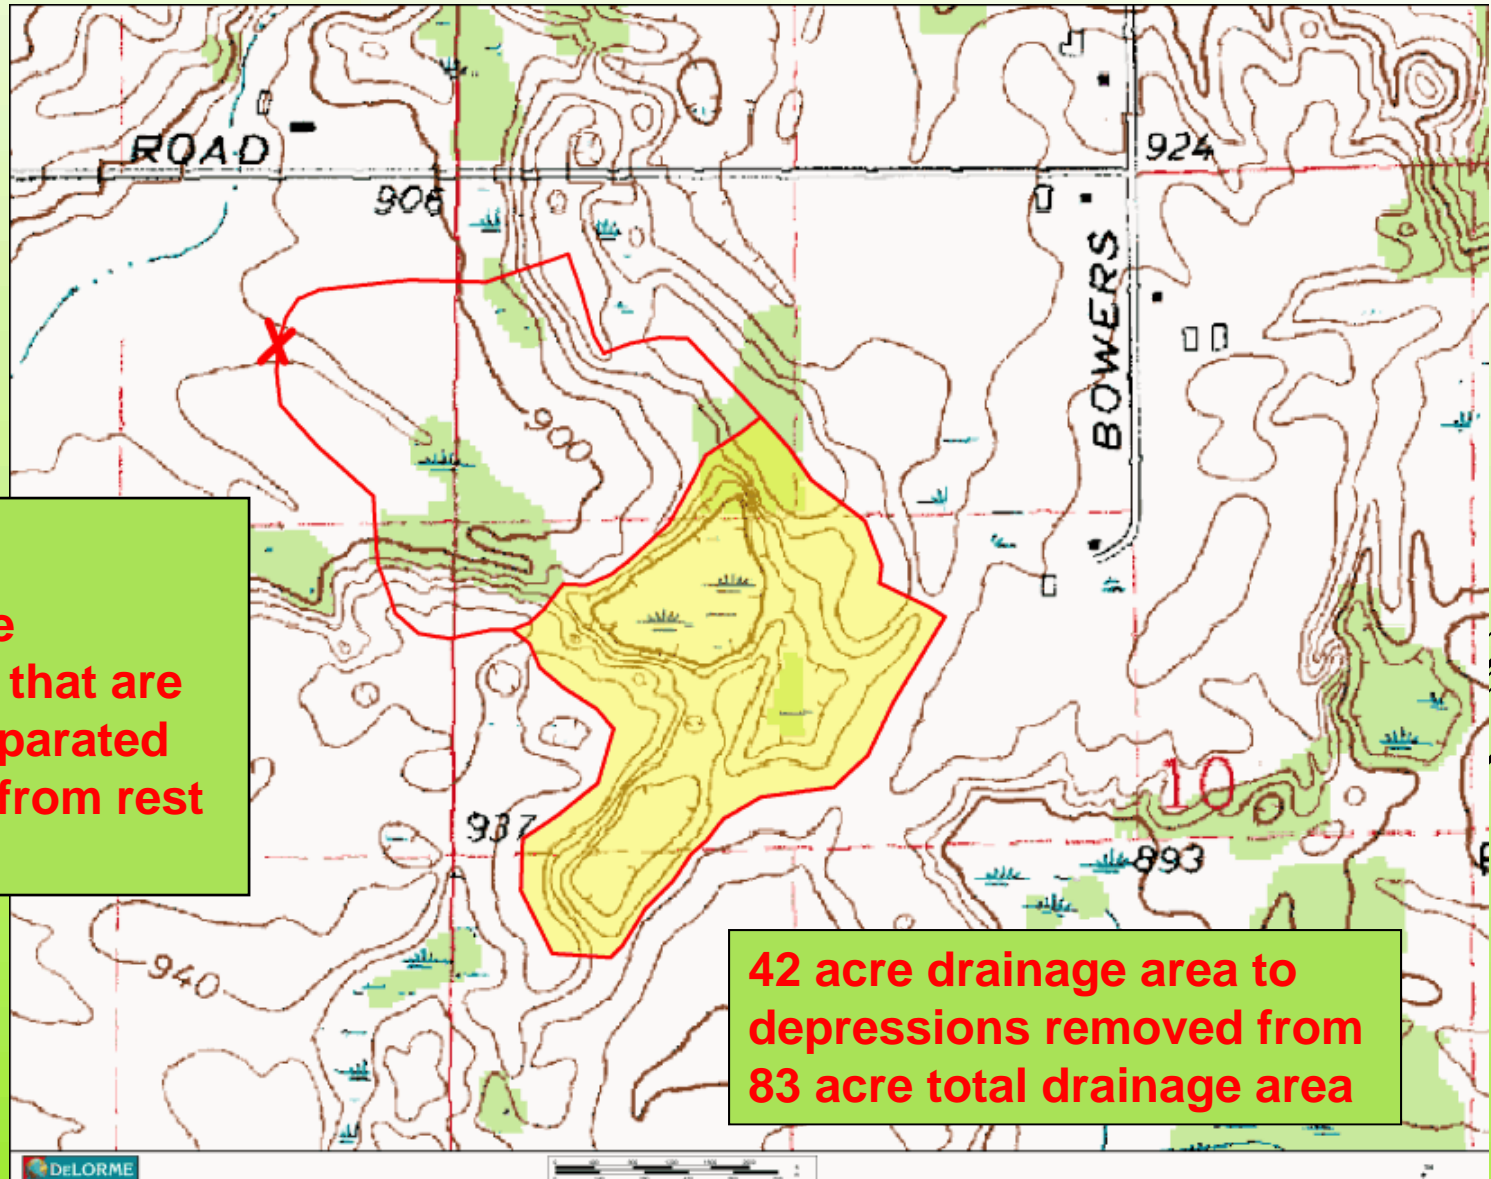 ROAD
906
924
BOWERS
900
that are
parated
from rest
937
10
893
940
42 acre drainage area to
depressions removed from
83 acre total drainage area
DELORME